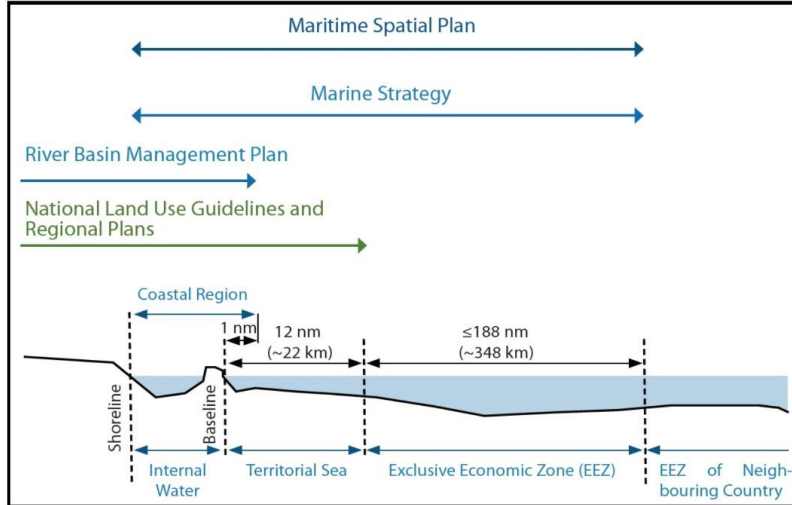 Maritime Spatial Plan
Marine Strategy
River Basin Management Plan
National Land Use Guidelines and
Regional Plans
Coastal Region
1 nm
12 nm
(~22 km)
≤188 nm
(~348 km)
Shoreline
Baseline
Internal
Water
Territorial Sea
Exclusive Economic Zone (EEZ)
EEZ of Neigh-
bouring Country